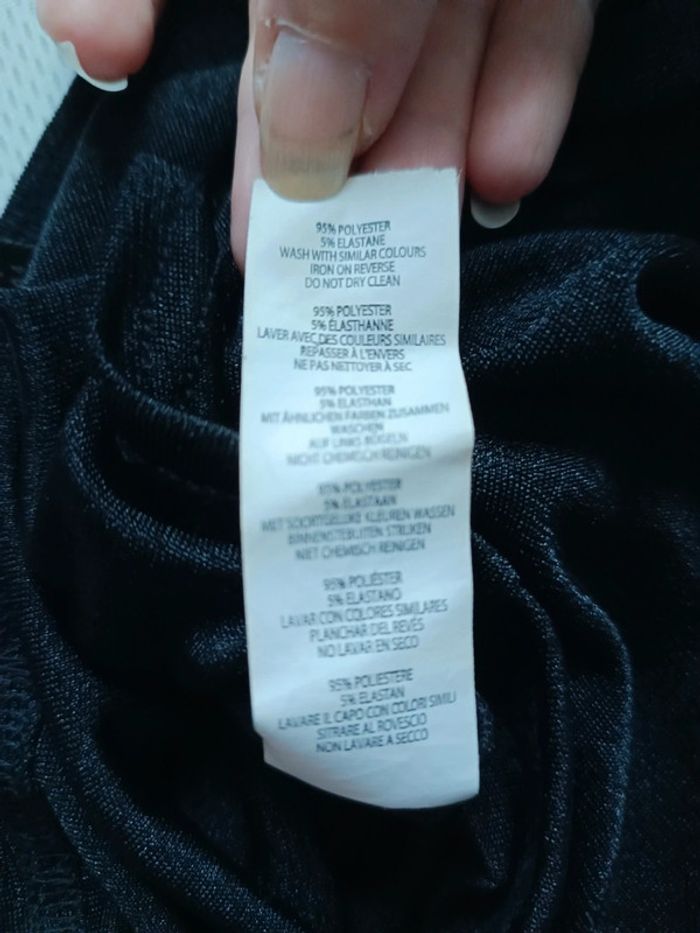 95% POLYESTER
5% ELASTANE
WASH WITH SIMILAR COLOURS
IRON ON REVERSE
DO NOT DRY CLEAN
95% POLYESTER
5% ÉLASTHANNE
LAVER AVEC DES COULEURS SIMILAIRES
REPASSER À L'ENVERS
NE PAS NETTOYER À SEC
95% POLYESTER
5% ELASTHAN
MIT ÄHNLICHEN FARBEN ZUSAMMEN
WASCHEN
AUF LINKS BÜGELN
NICHT CHEMISCH REINIGEN
95% POLYESTER
5% ELASTAAN
MET SOORTGELIJKE KLEUREN WASSEN
BINNENSTEBUITEN STRIJKEN
NIET CHEMISCH REINIGEN
95% POLIÉSTER
5% ELASTANO
LAVAR CON COLORES SIMILARES
PLANCHAR DEL REVÉS
NO LAVAR EN SECO
95% POLIESTERE
5% ELASTAN
LAVARE IL CAPO CON COLORI SIMILI
STIRARE AL ROVESCIO
NON LAVARE A SECCO